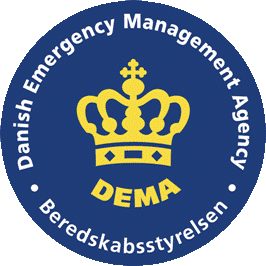 Danish Emergency Management Agency
DEMA
Beredskabsstyrelsen